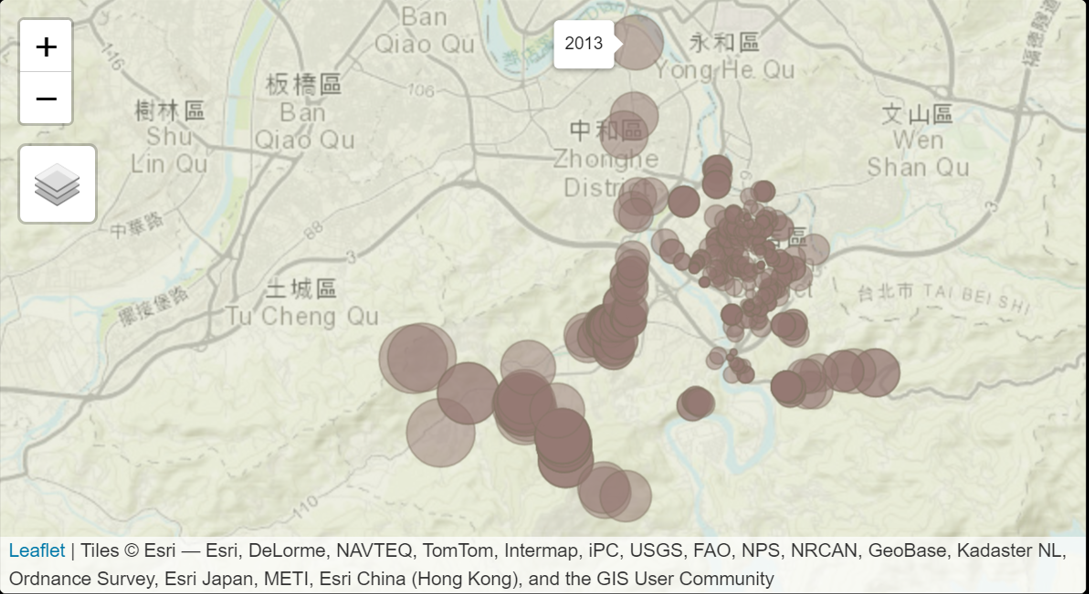 +
−
2013
Ban
Qiao Qu
永和區
Yong He Qu
1-16
106
樹林區
Shu
Lin Qu
板橋區
Ban
Qiao Qu
中和區
Zhonghe
文山區
Wen
Shan Qu
中華路
88
3
3
土城區
Tu Cheng Qu
台北市 TAI BEI SHI
110
Leaflet | Tiles © Esri — Esri, DeLorme, NAVTEQ, TomTom, Intermap, iPC, USGS, FAO, NPS, NRCAN, GeoBase, Kadaster NL,
Ordnance Survey, Esri Japan, METI, Esri China (Hong Kong), and the GIS User Community